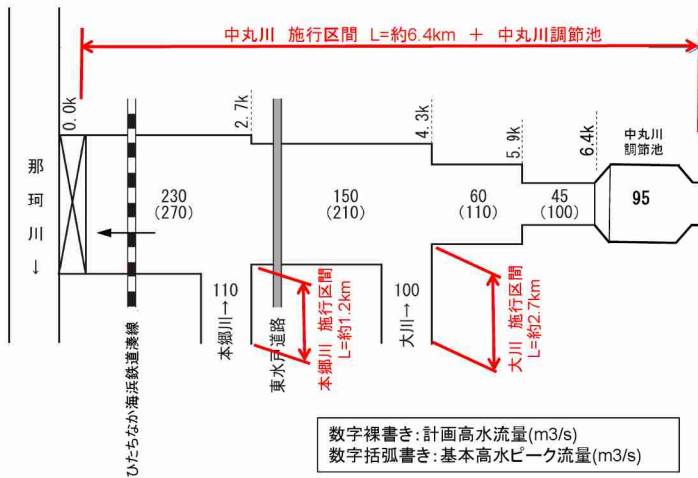 中丸川 施行区間 L=約6.4km + 中丸川調節池
0.0k
2.7k
4.3k
5.9k
6.4k
中丸川
調節池
那珂川→
230
(270)
150
(210)
60
(110)
45
(100)
95
110
本郷川→
100
大川→
ひたちなか海浜鉄道湊線
東水戸道路
本郷川 施行区間
L=約1.2km
大川 施行区間
L=約2.7km
数字裸書き:計画高水流量(m3/s)
数字括弧書き:基本高水ピーク流量(m3/s)